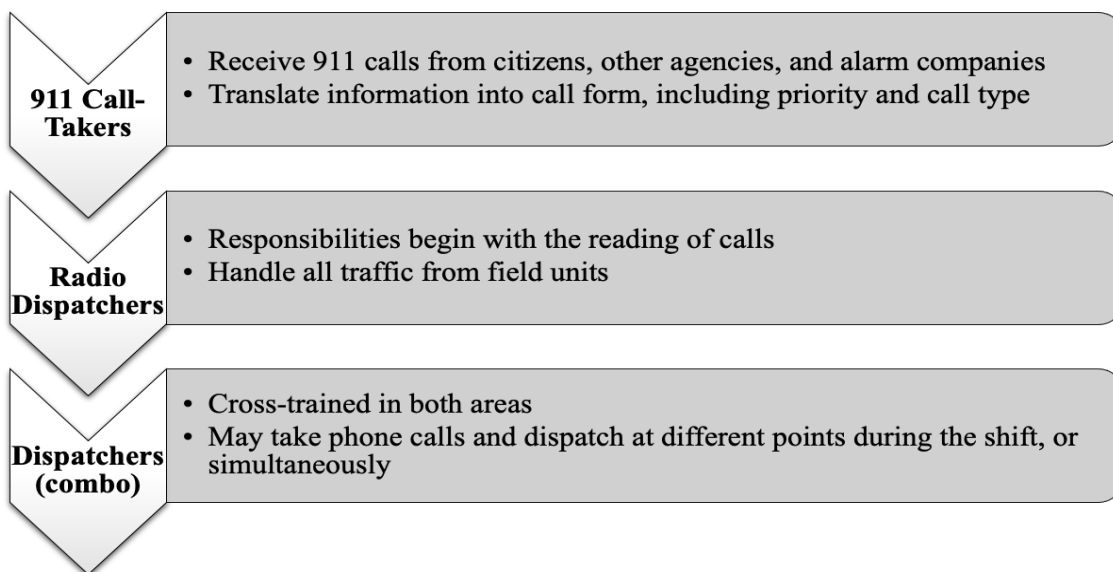 911 Call-
Takers
• Receive 911 calls from citizens, other agencies, and alarm companies
• Translate information into call form, including priority and call type
Radio
Dispatchers
• Responsibilities begin with the reading of calls
• Handle all traffic from field units
Dispatchers
(combo)
• Cross-trained in both areas
• May take phone calls and dispatch at different points during the shift, or
simultaneously